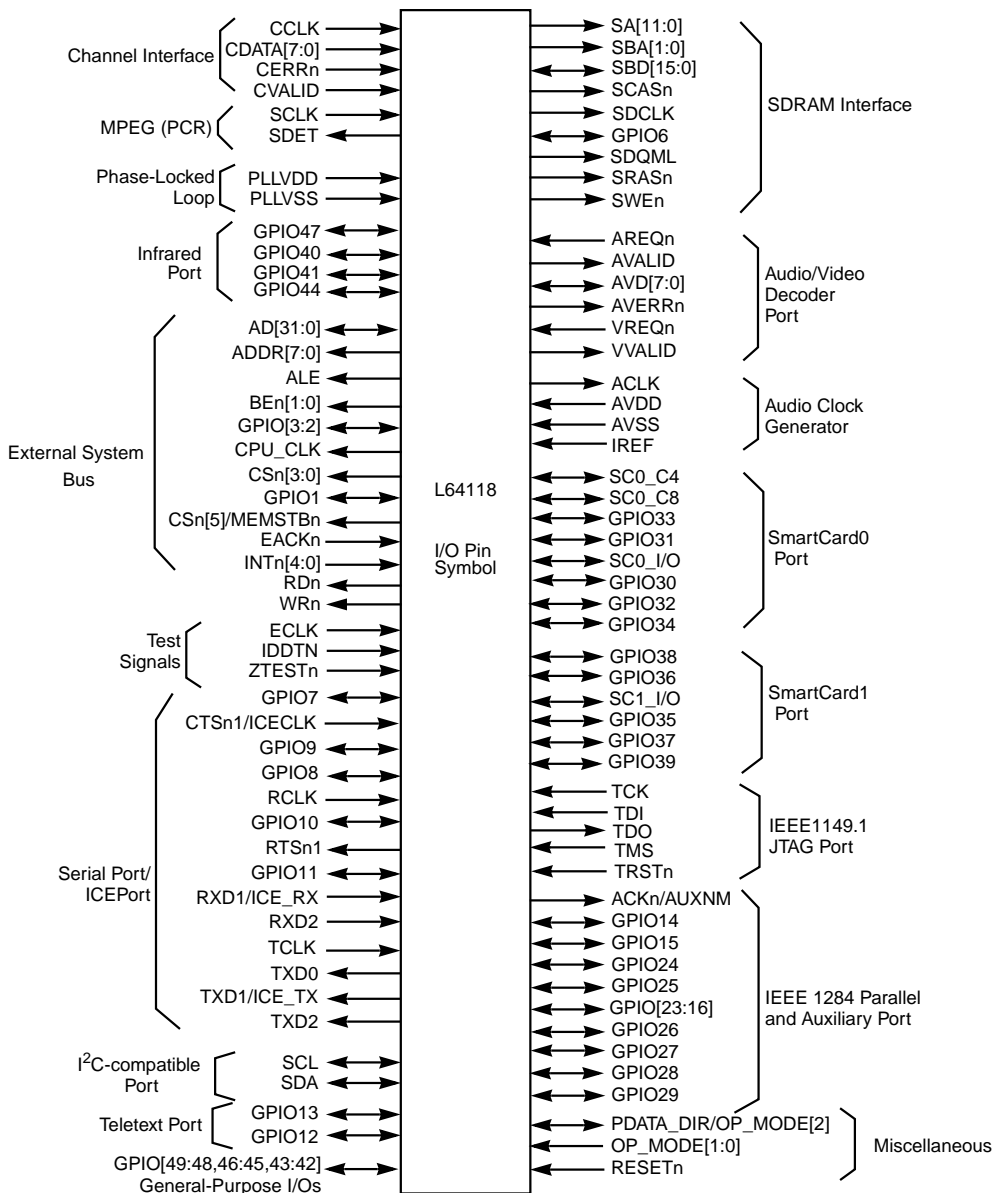 Channel Interface
CCLK
CDATA[7:0]
CERRn
CVALID
MPEG (PCR)
SCLK
SDET
Phase-Locked
Loop
PLLVDD
PLLVSS
Infrared
Port
GPIO47
GPIO40
GPIO41
GPIO44
External System
Bus
AD[31:0]
ADDR[7:0]
ALE
BEn[1:0]
GPIO[3:2]
CPU_CLK
CSn[3:0]
GPIO1
CSn[5]/MEMSTBn
EACKn
INTn[4:0]
RDn
WRn
Test
Signals
ECLK
IDDTN
ZTESTn
Serial Port/
ICEPort
GPIO7
CTSn1/ICECLK
GPIO9
GPIO8
RCLK
GPIO10
RTSn1
GPIO11
RXD1/ICE_RX
RXD2
TCLK
TXD0
TXD1/ICE_TX
TXD2
I2C-compatible
Port
SCL
SDA
Teletext Port
GPIO13
GPIO12
GPIO[49:48,46:45,43:42]
General-Purpose I/Os
L64118
I/O Pin
Symbol
SA[11:0]
SBA[1:0]
SBD[15:0]
SCASn
SDCLK
GPIO6
SDQML
SRASn
SWEn
SDRAM Interface
AREQn
AVALID
AVD[7:0]
AVERRn
VREQn
VVALID
Audio/Video
Decoder
Port
ACLK
AVDD
AVSS
IREF
Audio Clock
Generator
SC0_C4
SC0_C8
GPIO33
GPIO31
SC0_I/O
GPIO30
GPIO32
GPIO34
SmartCard0
Port
GPIO38
GPIO36
SC1_I/O
GPIO35
GPIO37
GPIO39
SmartCard1
Port
TCK
TDI
TDO
TMS
TRSTn
IEEE1149.1
JTAG Port
ACKn/AUXNM
GPIO14
GPIO15
GPIO24
GPIO25
GPIO[23:16]
GPIO26
GPIO27
GPIO28
GPIO29
IEEE 1284 Parallel
and Auxiliary Port
PDATA_DIR/OP_MODE[2]
OP_MODE[1:0]
RESETn
Miscellaneous